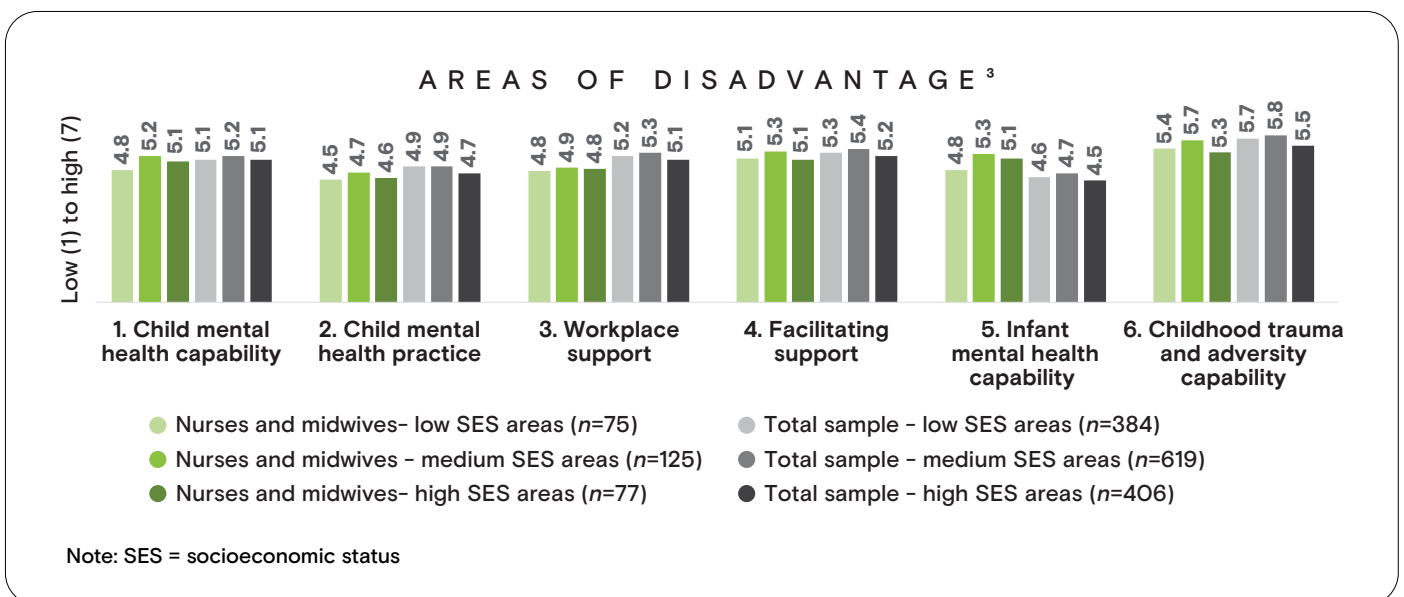 AREAS OF DISADVANTAGE³
Low (1) to high (7)
4.8 5.2 5.1 5.1 5.2 5.1
4.5 4.7 4.6 4.9 4.9 4.7
4.8 4.9 4.8 5.2 5.3 5.1
5.1 5.3 5.1 5.3 5.4 5.2
4.8 5.3 5.1 4.6 4.7 4.5
5.4 5.7 5.3 5.7 5.8 5.5
1. Child mental
health capability
2. Child mental
health practice
3. Workplace
support
4. Facilitating
support
5. Infant
mental health
capability
6. Childhood trauma
and adversity
capability
Nurses and midwives- low SES areas (n=75)
Nurses and midwives - medium SES areas (n=125)
Nurses and midwives- high SES areas (n=77)
Total sample - low SES areas (n=384)
Total sample - medium SES areas (n=619)
Total sample - high SES areas (n=406)
Note: SES = socioeconomic status